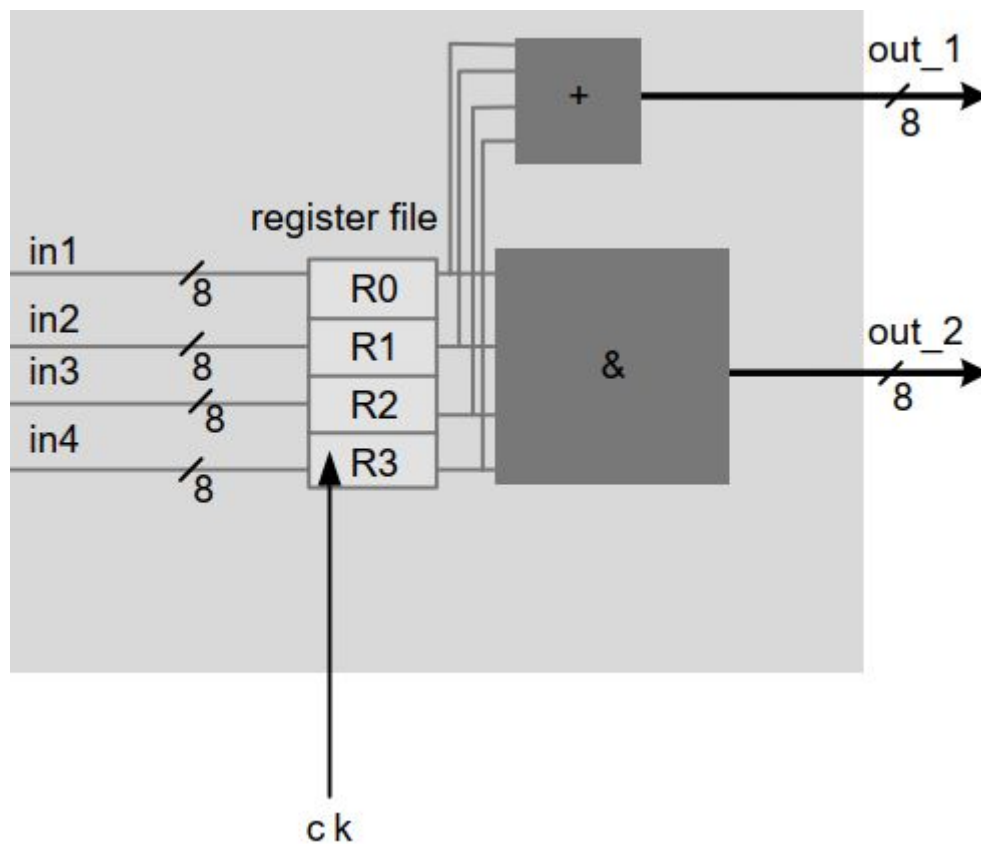 out_1
+
8
register file
in1
8
R0
in2
8
R1
in3
8
R2
in4
8
R3
&
out_2
8
c k